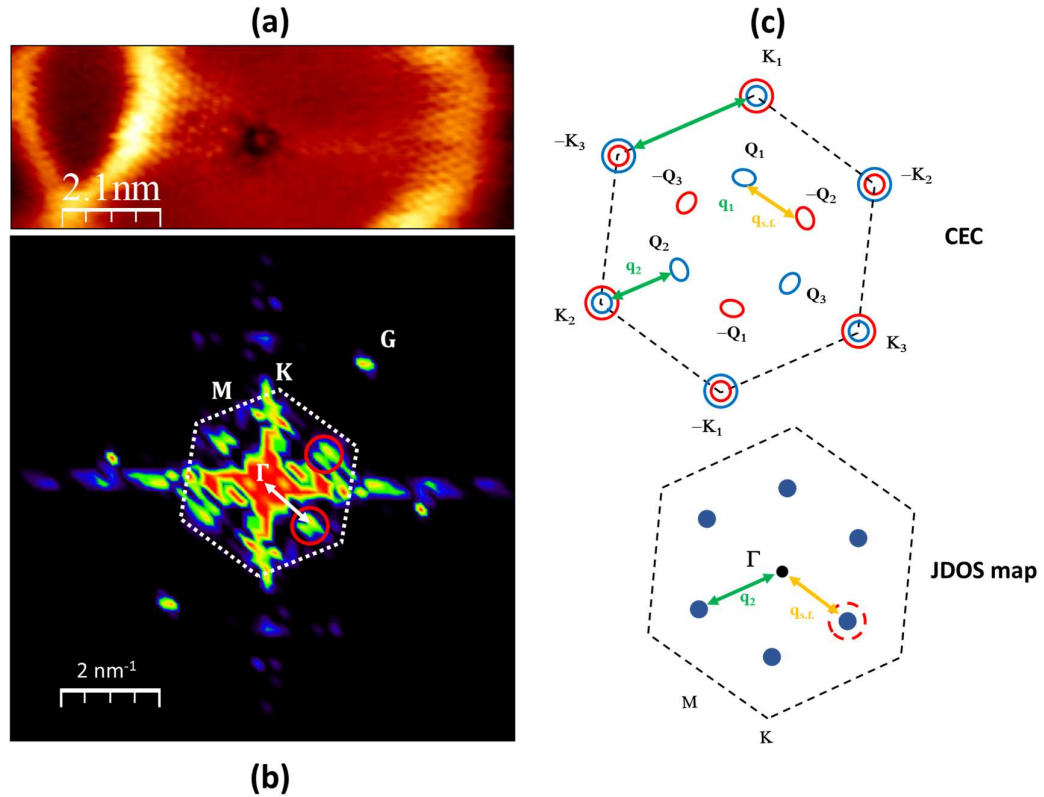 (a)
2.1nm
G
M
K
Γ
2 nm⁻¹
(b)
(c)
K₁
–K₃
Q₁
–K₂
–Q₃
–Q₂
q₁
q_s.f.
CEC
Q₂
q₂
Q₃
K₂
–Q₁
K₃
–K₁
Γ
JDOS map
q₂
q_s.f.
M
K